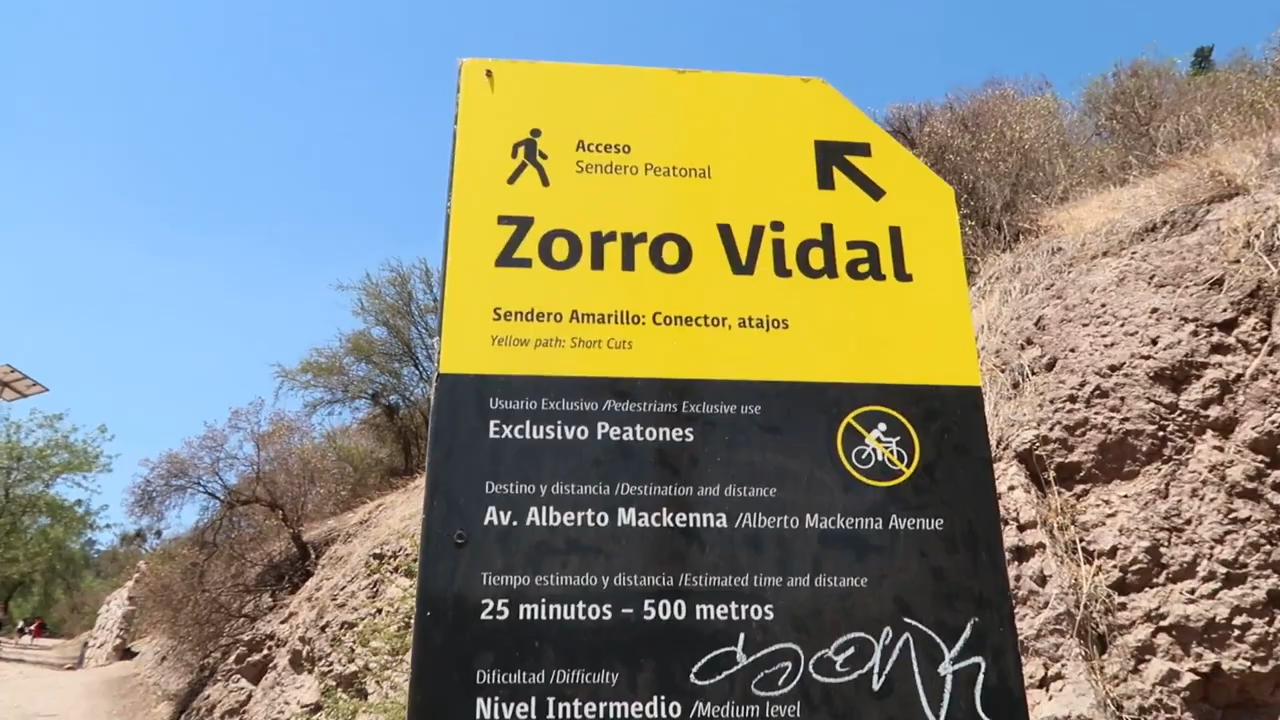 Acceso
Sendero Peatonal
Zorro Vidal
Sendero Amarillo: Conector, atajos
Yellow path: Short Cuts
Usuario Exclusivo /Pedestrians Exclusive use
Exclusivo Peatones
Destino y distancia /Destination and distance
Av. Alberto Mackenna /Alberto Mackenna Avenue
Tiempo estimado y distancia /Estimated time and distance
25 minutos – 500 metros
Dificultad /Difficulty
Nivel Intermedio /Medium level